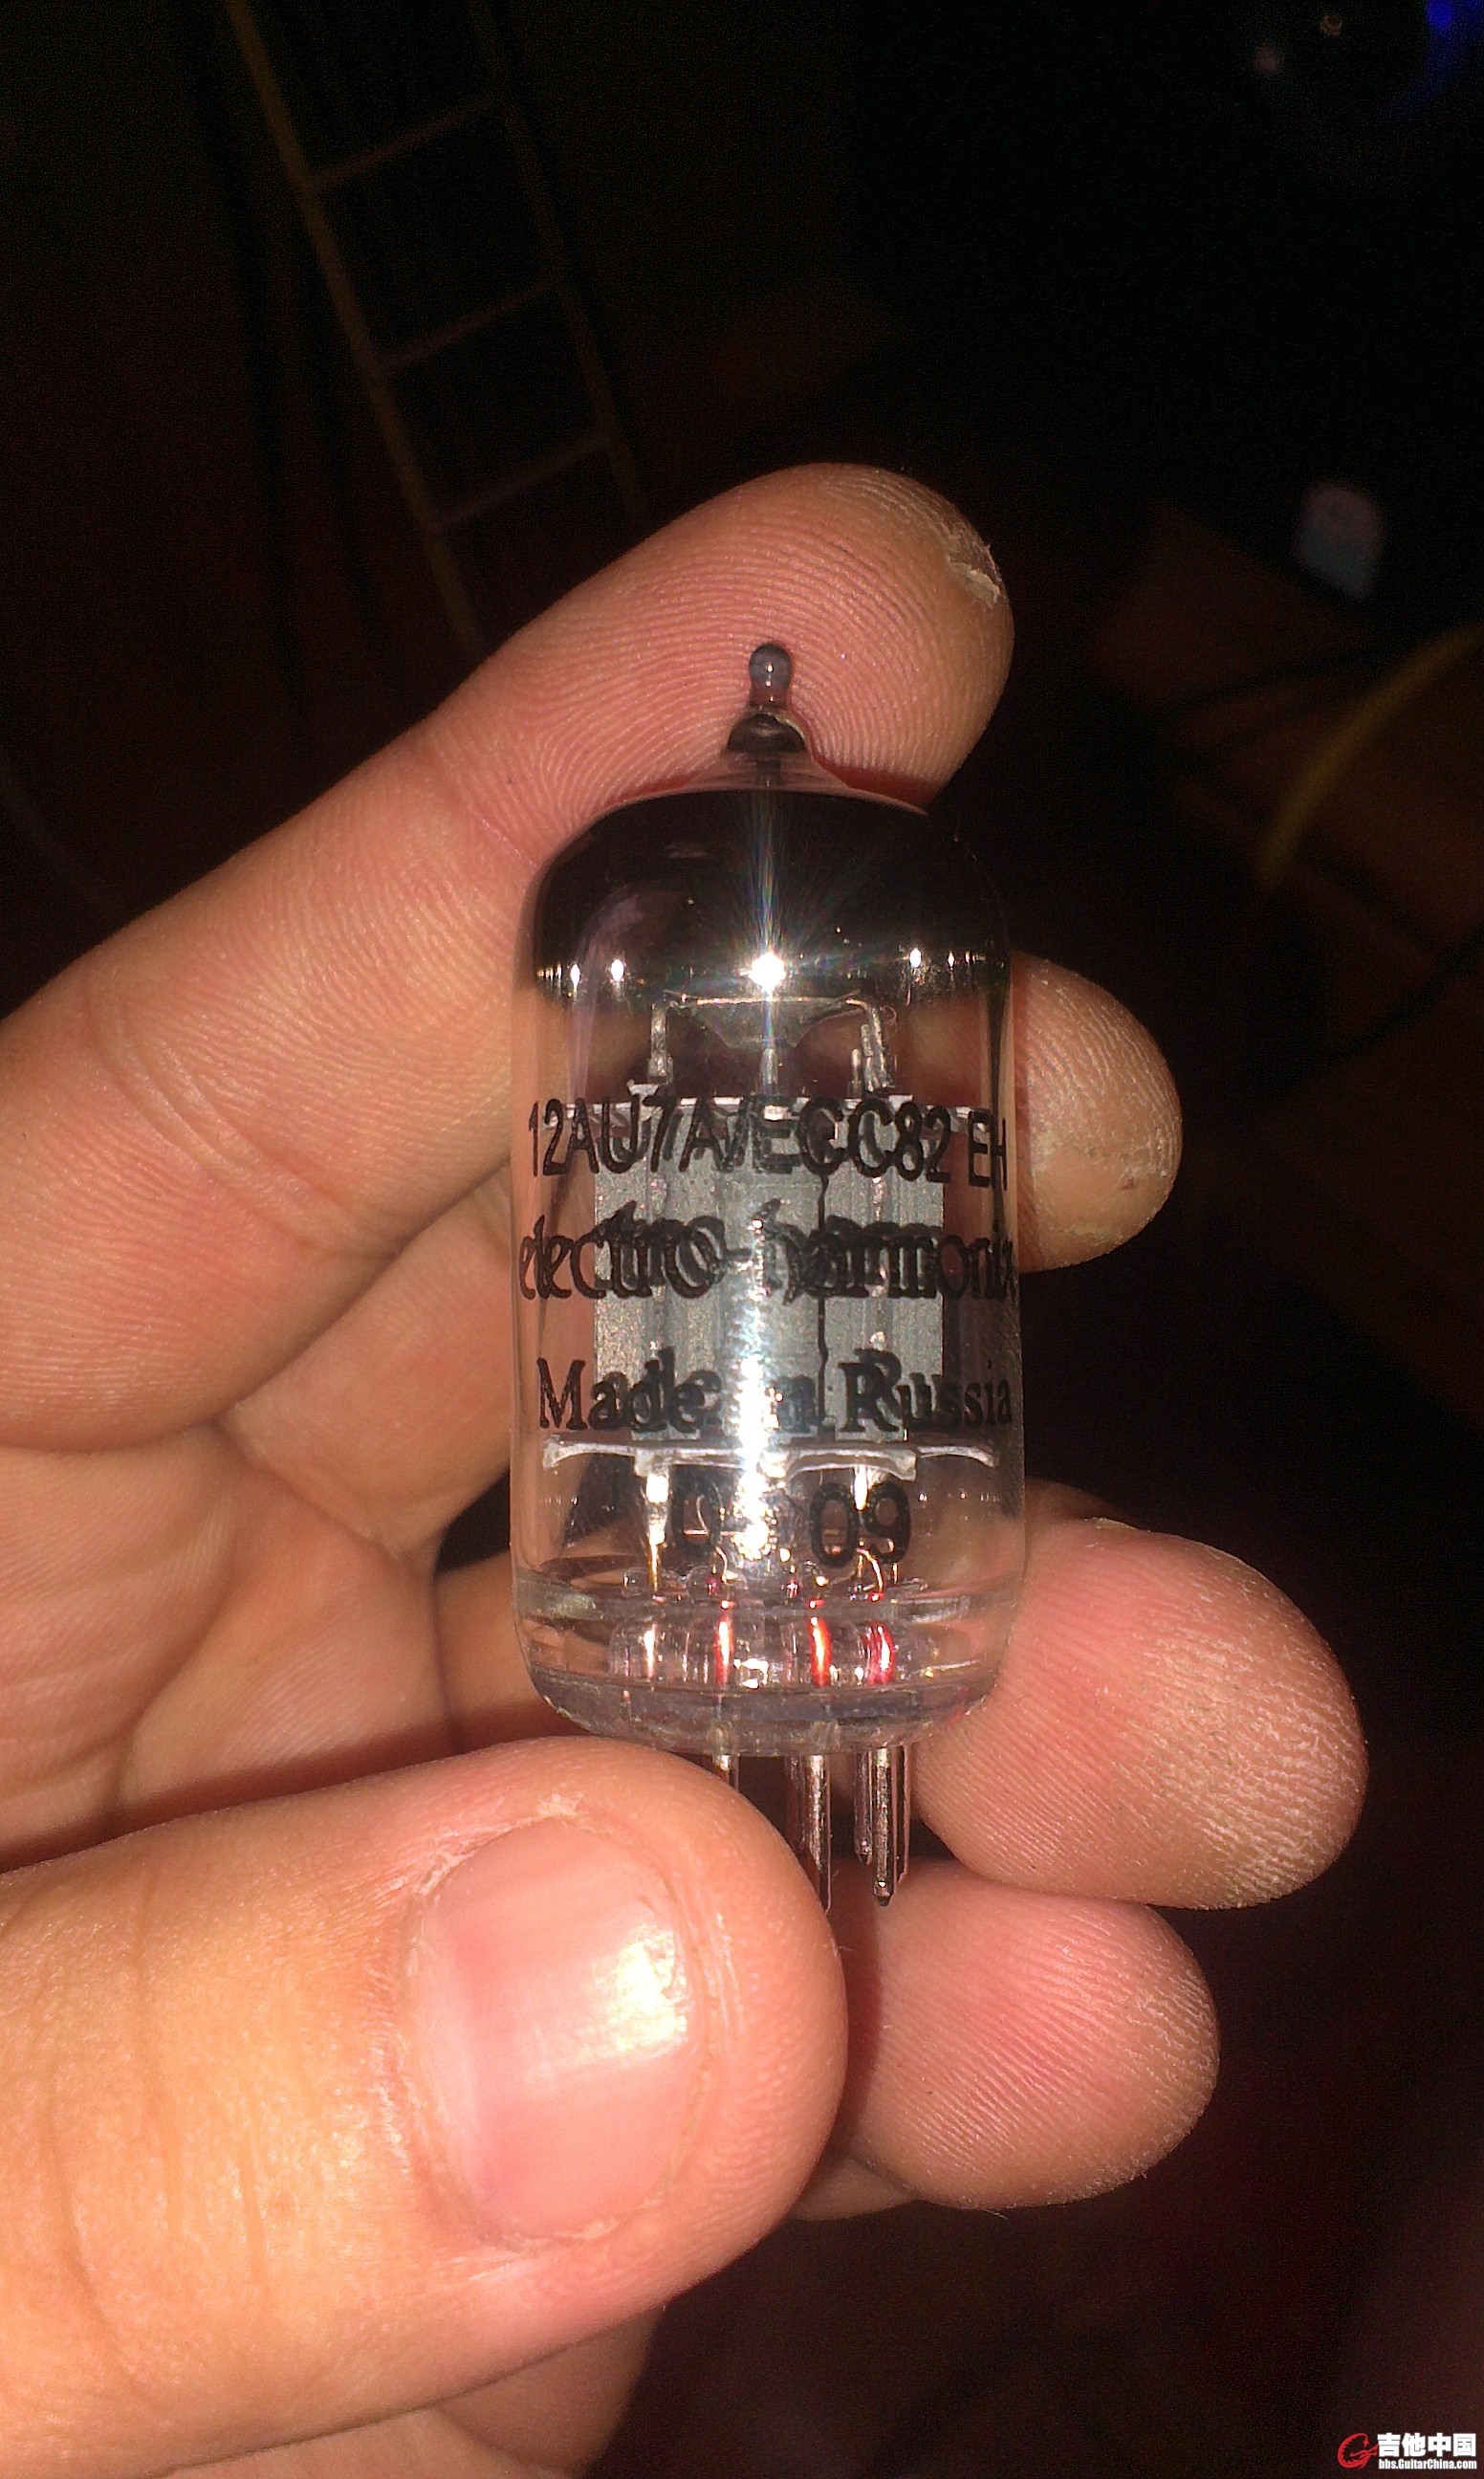 12AU7A/ECC82 EH
electro-harmonix
Made in Russia
09
吉他中国
bbs.GuitarChina.com